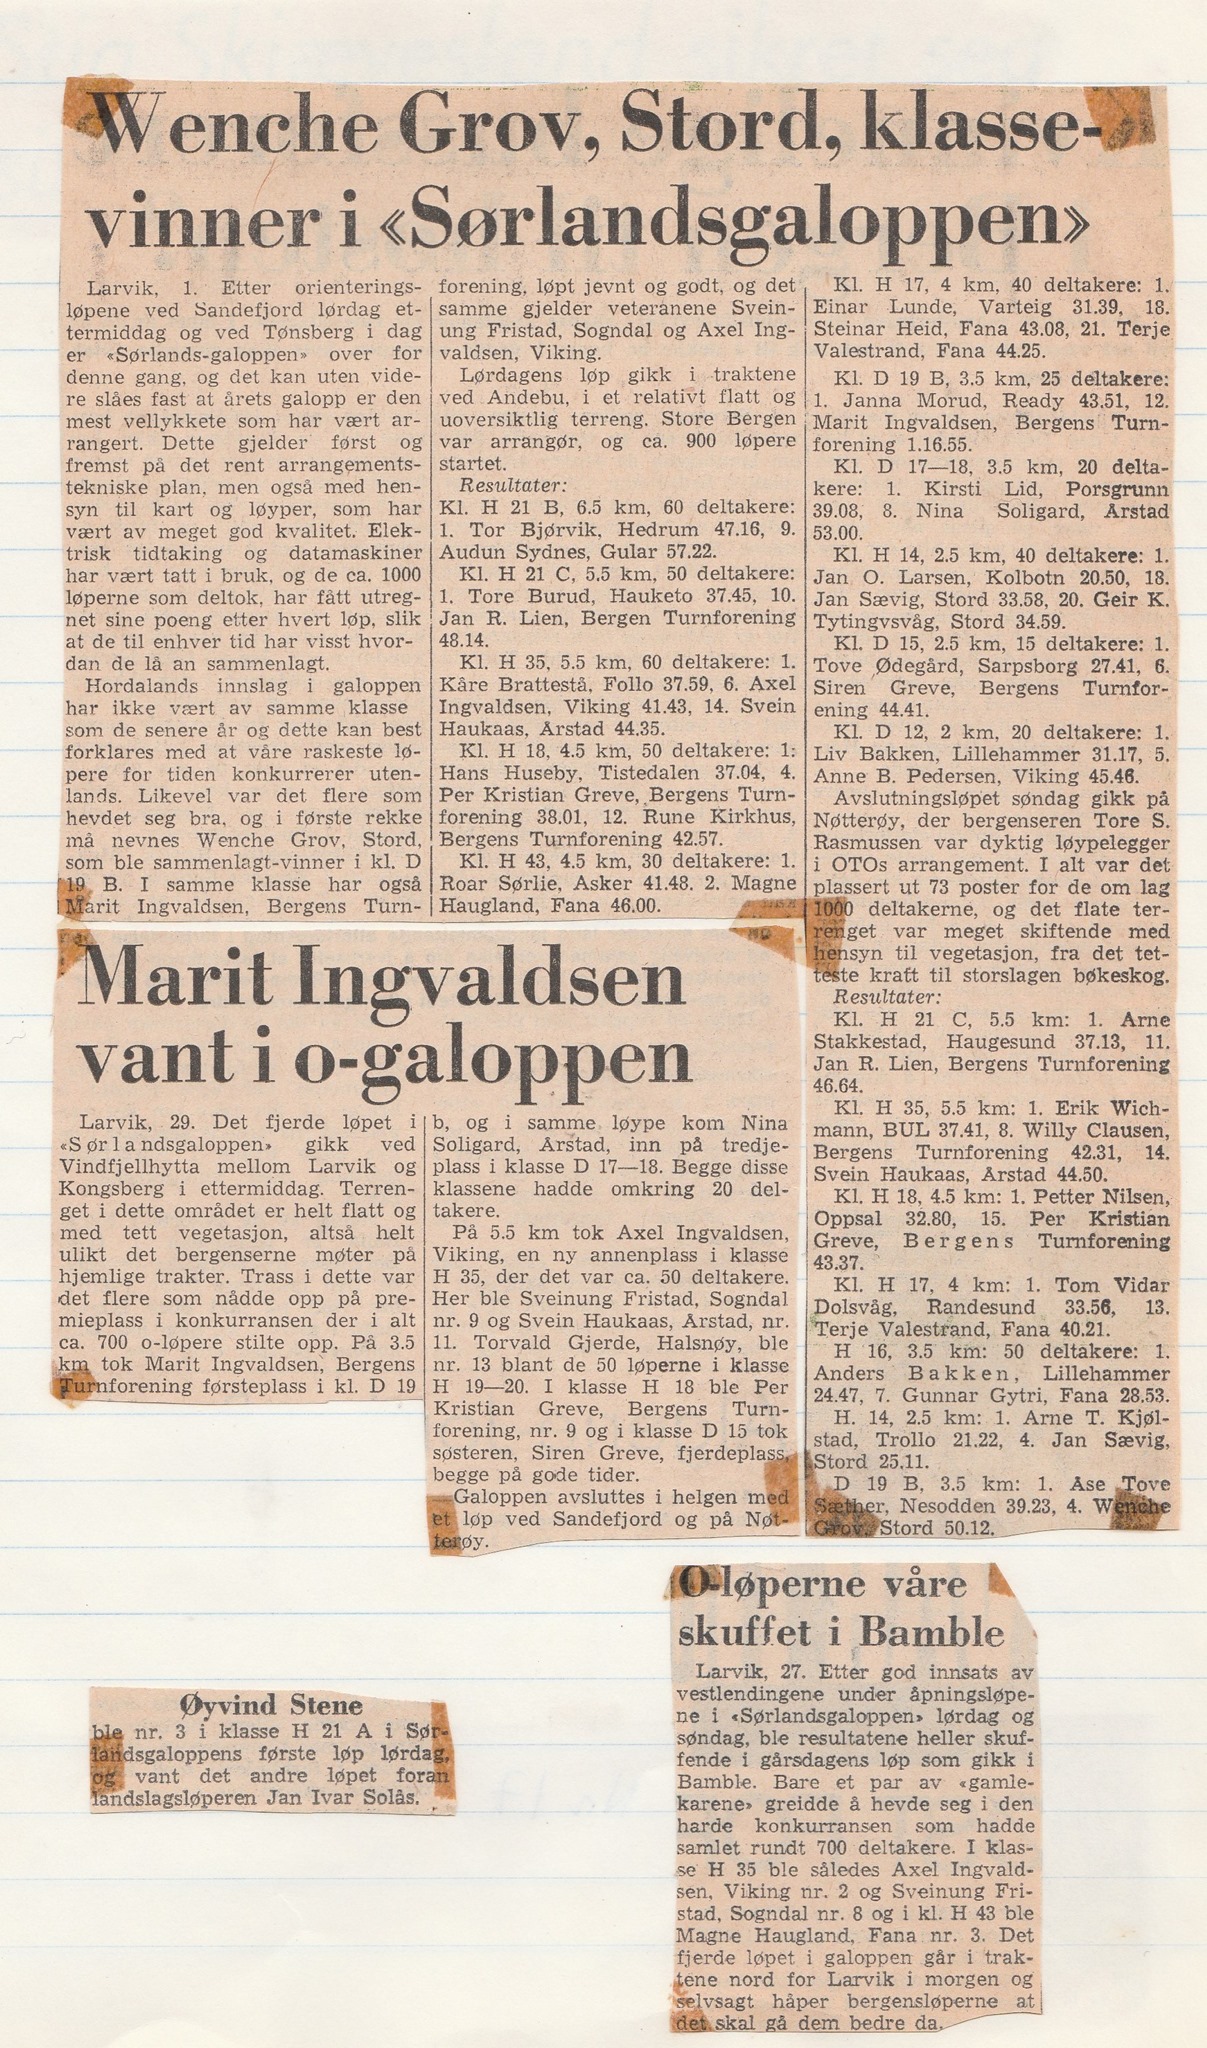 Wenche Grov, Stord, klasse-
vinner i «Sørlandsgaloppen»
Larvik, 1. Etter orienterings-
løpene ved Sandefjord lørdag et-
termiddag og ved Tønsberg i dag
er «Sørlands-galoppen» over for
denne gang, og det kan uten vide-
re slåes fast at årets galopp er den
mest vellykkete som har vært ar-
rangert. Dette gjelder først og
fremst på det rent arrangements-
tekniske plan, men også med hen-
syn til kart og løyper, som har
vært av meget god kvalitet. Elek-
trisk tidtaking og datamaskiner
har vært tatt i bruk, og de ca. 1000
løperne som deltok, har fått utreg-
net sine poeng etter hvert løp, slik
at de til enhver tid har visst hvor-
dan de lå an sammenlagt.
Hordalands innslag i galoppen
har ikke vært av samme klasse
som de senere år og dette kan best
forklares med at våre raskeste lø-
pere for tiden konkurrerer uten-
lands. Likevel var det flere som
hevdet seg bra, og i første rekke
må nevnes Wenche Grov, Stord,
som ble sammenlagt-vinner i kl. D
19 B. I samme klasse har også
Marit Ingvaldsen, Bergens Turn-
forening, løpt jevnt og godt, og det
samme gjelder veteranene Svein-
ung Fristad, Sogndal og Axel Ing-
valdsen, Viking.
Lørdagens løp gikk i traktene
ved Andebu, i et relativt flatt og
uoversiktlig terreng. Store Bergen
var arrangør, og ca. 900 løpere
startet.
Resultater:
Kl. H 21 B, 6.5 km, 60 deltakere:
1. Tor Bjørvik, Hedrum 47.16, 9.
Audun Sydnes, Gular 57.22.
Kl. H 21 C, 5.5 km, 50 deltakere:
1. Tore Burud, Hauketo 37.45, 10.
Jan R. Lien, Bergen Turnforening
48.14.
Kl. H 35, 5.5 km, 60 deltakere: 1.
Kåre Brattestå, Follo 37.59, 6. Axel
Ingvaldsen, Viking 41.43, 14. Svein
Haukaas, Årstad 44.35.
Kl. H 18, 4.5 km, 50 deltakere: 1:
Hans Huseby, Tistedalen 37.04, 4.
Per Kristian Greve, Bergens Turn-
forening 38.01, 12. Rune Kirkhus,
Bergens Turnforening 42.57.
Kl. H 43, 4.5 km, 30 deltakere: 1.
Roar Sørlie, Asker 41.48. 2. Magne
Haugland, Fana 46.00.
Kl. H 17, 4 km, 40 deltakere: 1.
Einar Lunde, Varteig 31.39, 18.
Steinar Heid, Fana 43.08, 21. Terje
Valestrand, Fana 44.25.
Kl. D 19 B, 3.5 km, 25 deltakere:
1. Janna Morud, Ready 43.51, 12.
Marit Ingvaldsen, Bergens Turn-
forening 1.16.55.
Kl. D 17—18, 3.5 km, 20 delta-
kere: 1. Kirsti Lid, Porsgrunn
39.08, 8. Nina Soligard, Årstad
53.00.
Kl. H 14, 2.5 km, 40 deltakere: 1.
Jan O. Larsen, Kolbotn 20.50, 18.
Jan Sævig, Stord 33.58, 20. Geir K.
Tytingvsvåg, Stord 34.59.
Kl. D 15, 2.5 km, 15 deltakere: 1.
Tove Ødegård, Sarpsborg 27.41, 6.
Siren Greve, Bergens Turnfor-
ening 44.41.
Kl. D 12, 2 km, 20 deltakere: 1.
Liv Bakken, Lillehammer 31.17, 5.
Anne B. Pedersen, Viking 45.46.
Avslutningsløpet søndag gikk på
Nøtterøy, der bergenseren Tore S.
Rasmussen var dyktig løypelegger
i OTOs arrangement. I alt var det
plassert ut 73 poster for de om lag
1000 deltakerne, og det flate ter-
renget var meget skiftende med
hensyn til vegetasjon, fra det tet-
teste kraft til storslagen bøkeskog.
Resultater:
Kl. H 21 C, 5.5 km: 1. Arne
Stakkestad, Haugesund 37.13, 11.
Jan R. Lien, Bergens Turnforening
46.64.
Kl. H 35, 5.5 km: 1. Erik Wich-
mann, BUL 37.41, 8. Willy Clausen,
Bergens Turnforening 42.31, 14.
Svein Haukaas, Årstad 44.50.
Kl. H 18, 4.5 km: 1. Petter Nilsen,
Oppsal 32.80, 15. Per Kristian
Greve, Bergens Turnforening
43.37.
Kl. H 17, 4 km: 1. Tom Vidar
Dolsvåg, Randesund 33.56, 13.
Terje Valestrand, Fana 40.21.
H 16, 3.5 km: 50 deltakere: 1.
Anders Bakken, Lillehammer
24.47, 7. Gunnar Gytri, Fana 28.53.
H. 14, 2.5 km: 1. Arne T. Kjøl-
stad, Trollo 21.22, 4. Jan Sævig,
Stord 25.11.
D 19 B, 3.5 km: 1. Åse Tove
Sæther, Nesodden 39.23, 4. Wenche
Grov, Stord 50.12.
Marit Ingvaldsen
vant i o-galoppen
Larvik, 29. Det fjerde løpet i
«Sørlandsgaloppen» gikk ved
Vindfjellhytta mellom Larvik og
Kongsberg i ettermiddag. Terren-
get i dette området er helt flatt og
med tett vegetasjon, altså helt
ulikt det bergenserne møter på
hjemlige trakter. Trass i dette var
det flere som nådde opp på pre-
mieplass i konkurransen der i alt
ca. 700 o-løpere stilte opp. På 3.5
km tok Marit Ingvaldsen, Bergens
Turnforening førsteplass i kl. D 19
b, og i samme løype kom Nina
Soligard, Årstad, inn på tredje-
plass i klasse D 17—18. Begge disse
klassene hadde omkring 20 del-
takere.
På 5.5 km tok Axel Ingvaldsen,
Viking, en ny annenplass i klasse
H 35, der det var ca. 50 deltakere.
Her ble Sveinung Fristad, Sogndal
nr. 9 og Svein Haukaas, Årstad, nr.
11. Torvald Gjerde, Halsnøy, ble
nr. 13 blant de 50 løperne i klasse
H 19—20. I klasse H 18 ble Per
Kristian Greve, Bergens Turn-
forening, nr. 9 og i klasse D 15 tok
søsteren, Siren Greve, fjerdeplass,
begge på gode tider.
Galoppen avsluttes i helgen med
et løp ved Sandefjord og på Nøt-
terøy.
Øyvind Stene
ble nr. 3 i klasse H 21 A i Sør-
landsgaloppens første løp lørdag,
og vant det andre løpet foran
landslagsløperen Jan Ivar Solås.
O-løperne våre
skuffet i Bamble
Larvik, 27. Etter god innsats av
vestlendingene under åpningsløpe-
ne i «Sørlandsgaloppen» lørdag og
søndag, ble resultatene heller skuf-
fende i gårsdagens løp som gikk i
Bamble. Bare et par av «gamle-
karene» greidde å hevde seg i den
harde konkurransen som hadde
samlet rundt 700 deltakere. I klas-
se H 35 ble således Axel Ingvald-
sen, Viking nr. 2 og Sveinung Fri-
stad, Sogndal nr. 8 og i kl. H 43 ble
Magne Haugland, Fana nr. 3. Det
fjerde løpet i galoppen går i trak-
tene nord for Larvik i morgen og
selvsagt håper bergensløperne at
det skal gå dem bedre da.